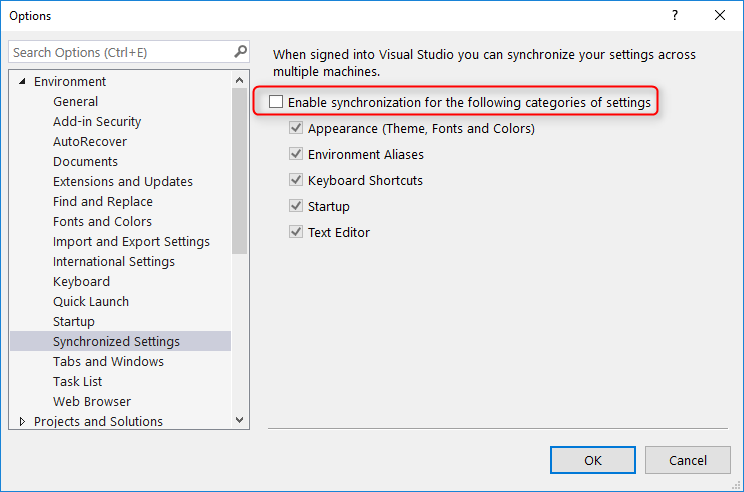 Options
Search Options (Ctrl+E)
Environment
General
Add-in Security
AutoRecover
Documents
Extensions and Updates
Find and Replace
Fonts and Colors
Import and Export Settings
International Settings
Keyboard
Quick Launch
Startup
Synchronized Settings
Tabs and Windows
Task List
Web Browser
Projects and Solutions
When signed into Visual Studio you can synchronize your settings across
multiple machines.
Enable synchronization for the following categories of settings
Appearance (Theme, Fonts and Colors)
Environment Aliases
Keyboard Shortcuts
Startup
Text Editor
OK
Cancel